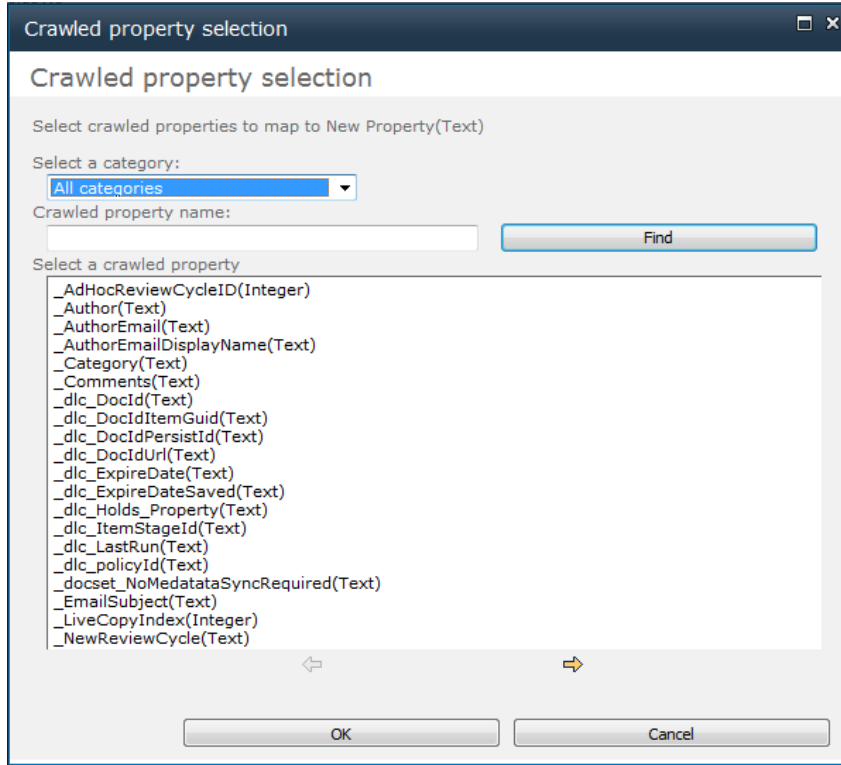 Crawled property selection
Crawled property selection
Select crawled properties to map to New Property(Text)
Select a category:
All categories
Crawled property name:
Find
Select a crawled property
_AdHocReviewCycleID(Integer)
_Author(Text)
_AuthorEmail(Text)
_AuthorEmailDisplayName(Text)
_Category(Text)
_Comments(Text)
_dlc_DocId(Text)
_dlc_DocIdItemGuid(Text)
_dlc_DocIdPersistId(Text)
_dlc_DocIdUrl(Text)
_dlc_ExpireDate(Text)
_dlc_ExpireDateSaved(Text)
_dlc_Holds_Property(Text)
_dlc_ItemStageId(Text)
_dlc_LastRun(Text)
_dlc_policyId(Text)
_docset_NoMedatataSyncRequired(Text)
_EmailSubject(Text)
_LiveCopyIndex(Integer)
_NewReviewCycle(Text)
OK Cancel